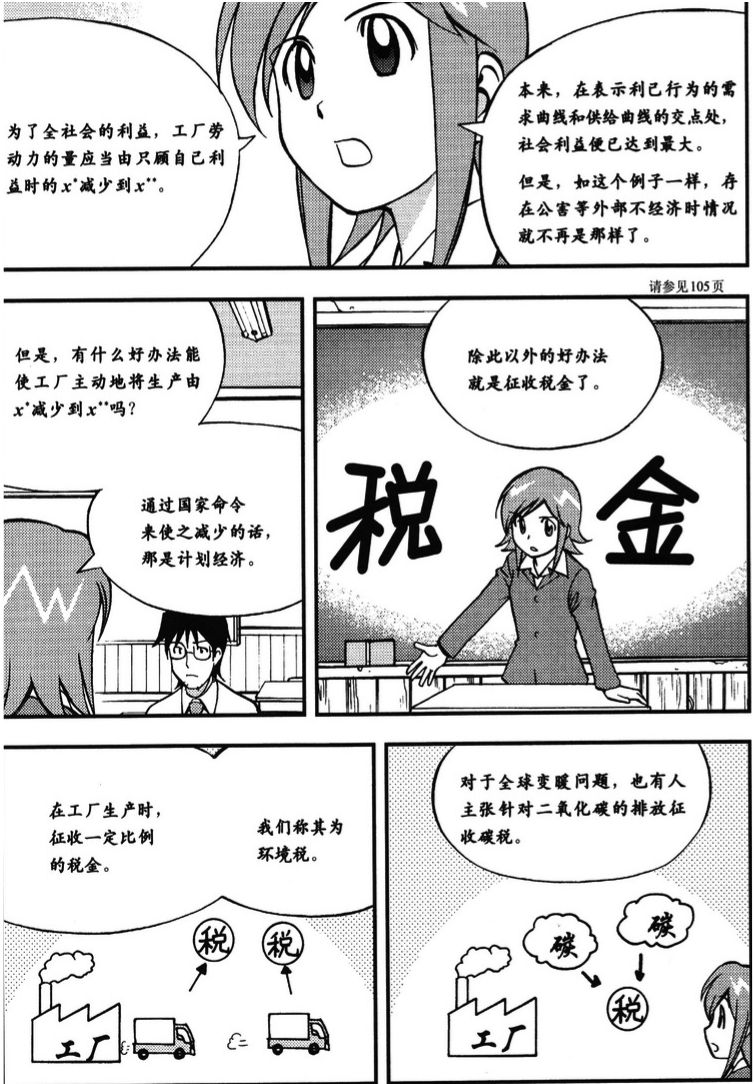 为了全社会的利益，工厂劳
动力的量应当由只顾自己利
益时的x*减少到x**。
本来，在表示利己行为的需
求曲线和供给曲线的交点处，
社会利益便已达到最大。
但是，如这个例子一样，存
在公害等外部不经济时情况
就不再是那样了。
请参见105页
但是，有什么好办法能
使工厂主动地将生产由
x*减少到x**吗？
通过国家命令
来使之减少的话，
那是计划经济。
除此以外的好办法
就是征收税金了。
税金
在工厂生产时，
征收一定比例
的税金。
我们称其为
环境税。
税
税
工厂
对于全球变暖问题，也有人
主张针对二氧化碳的排放征
收碳税。
碳
碳
税
工厂